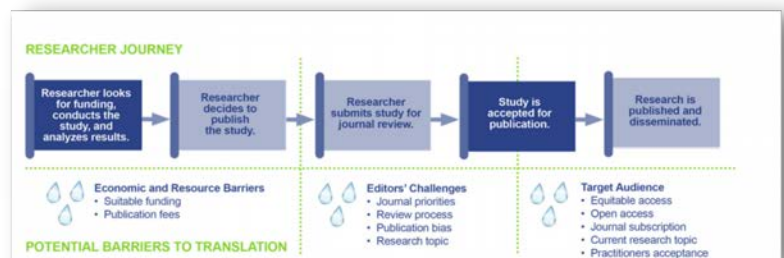 RESEARCHER JOURNEY
Researcher looks
for funding,
conducts the
study, and
analyzes results.
Researcher
decides to
publish
the study.
Researcher
submits study for
journal review.
Study is
accepted for
publication.
Research is
published and
disseminated.
Economic and Resource Barriers
• Suitable funding
• Publication fees
Editors' Challenges
• Journal priorities
• Review process
• Publication bias
• Research topic
Target Audience
• Equitable access
• Open access
• Journal subscription
• Current research topic
• Practitioners acceptance
POTENTIAL BARRIERS TO TRANSLATION